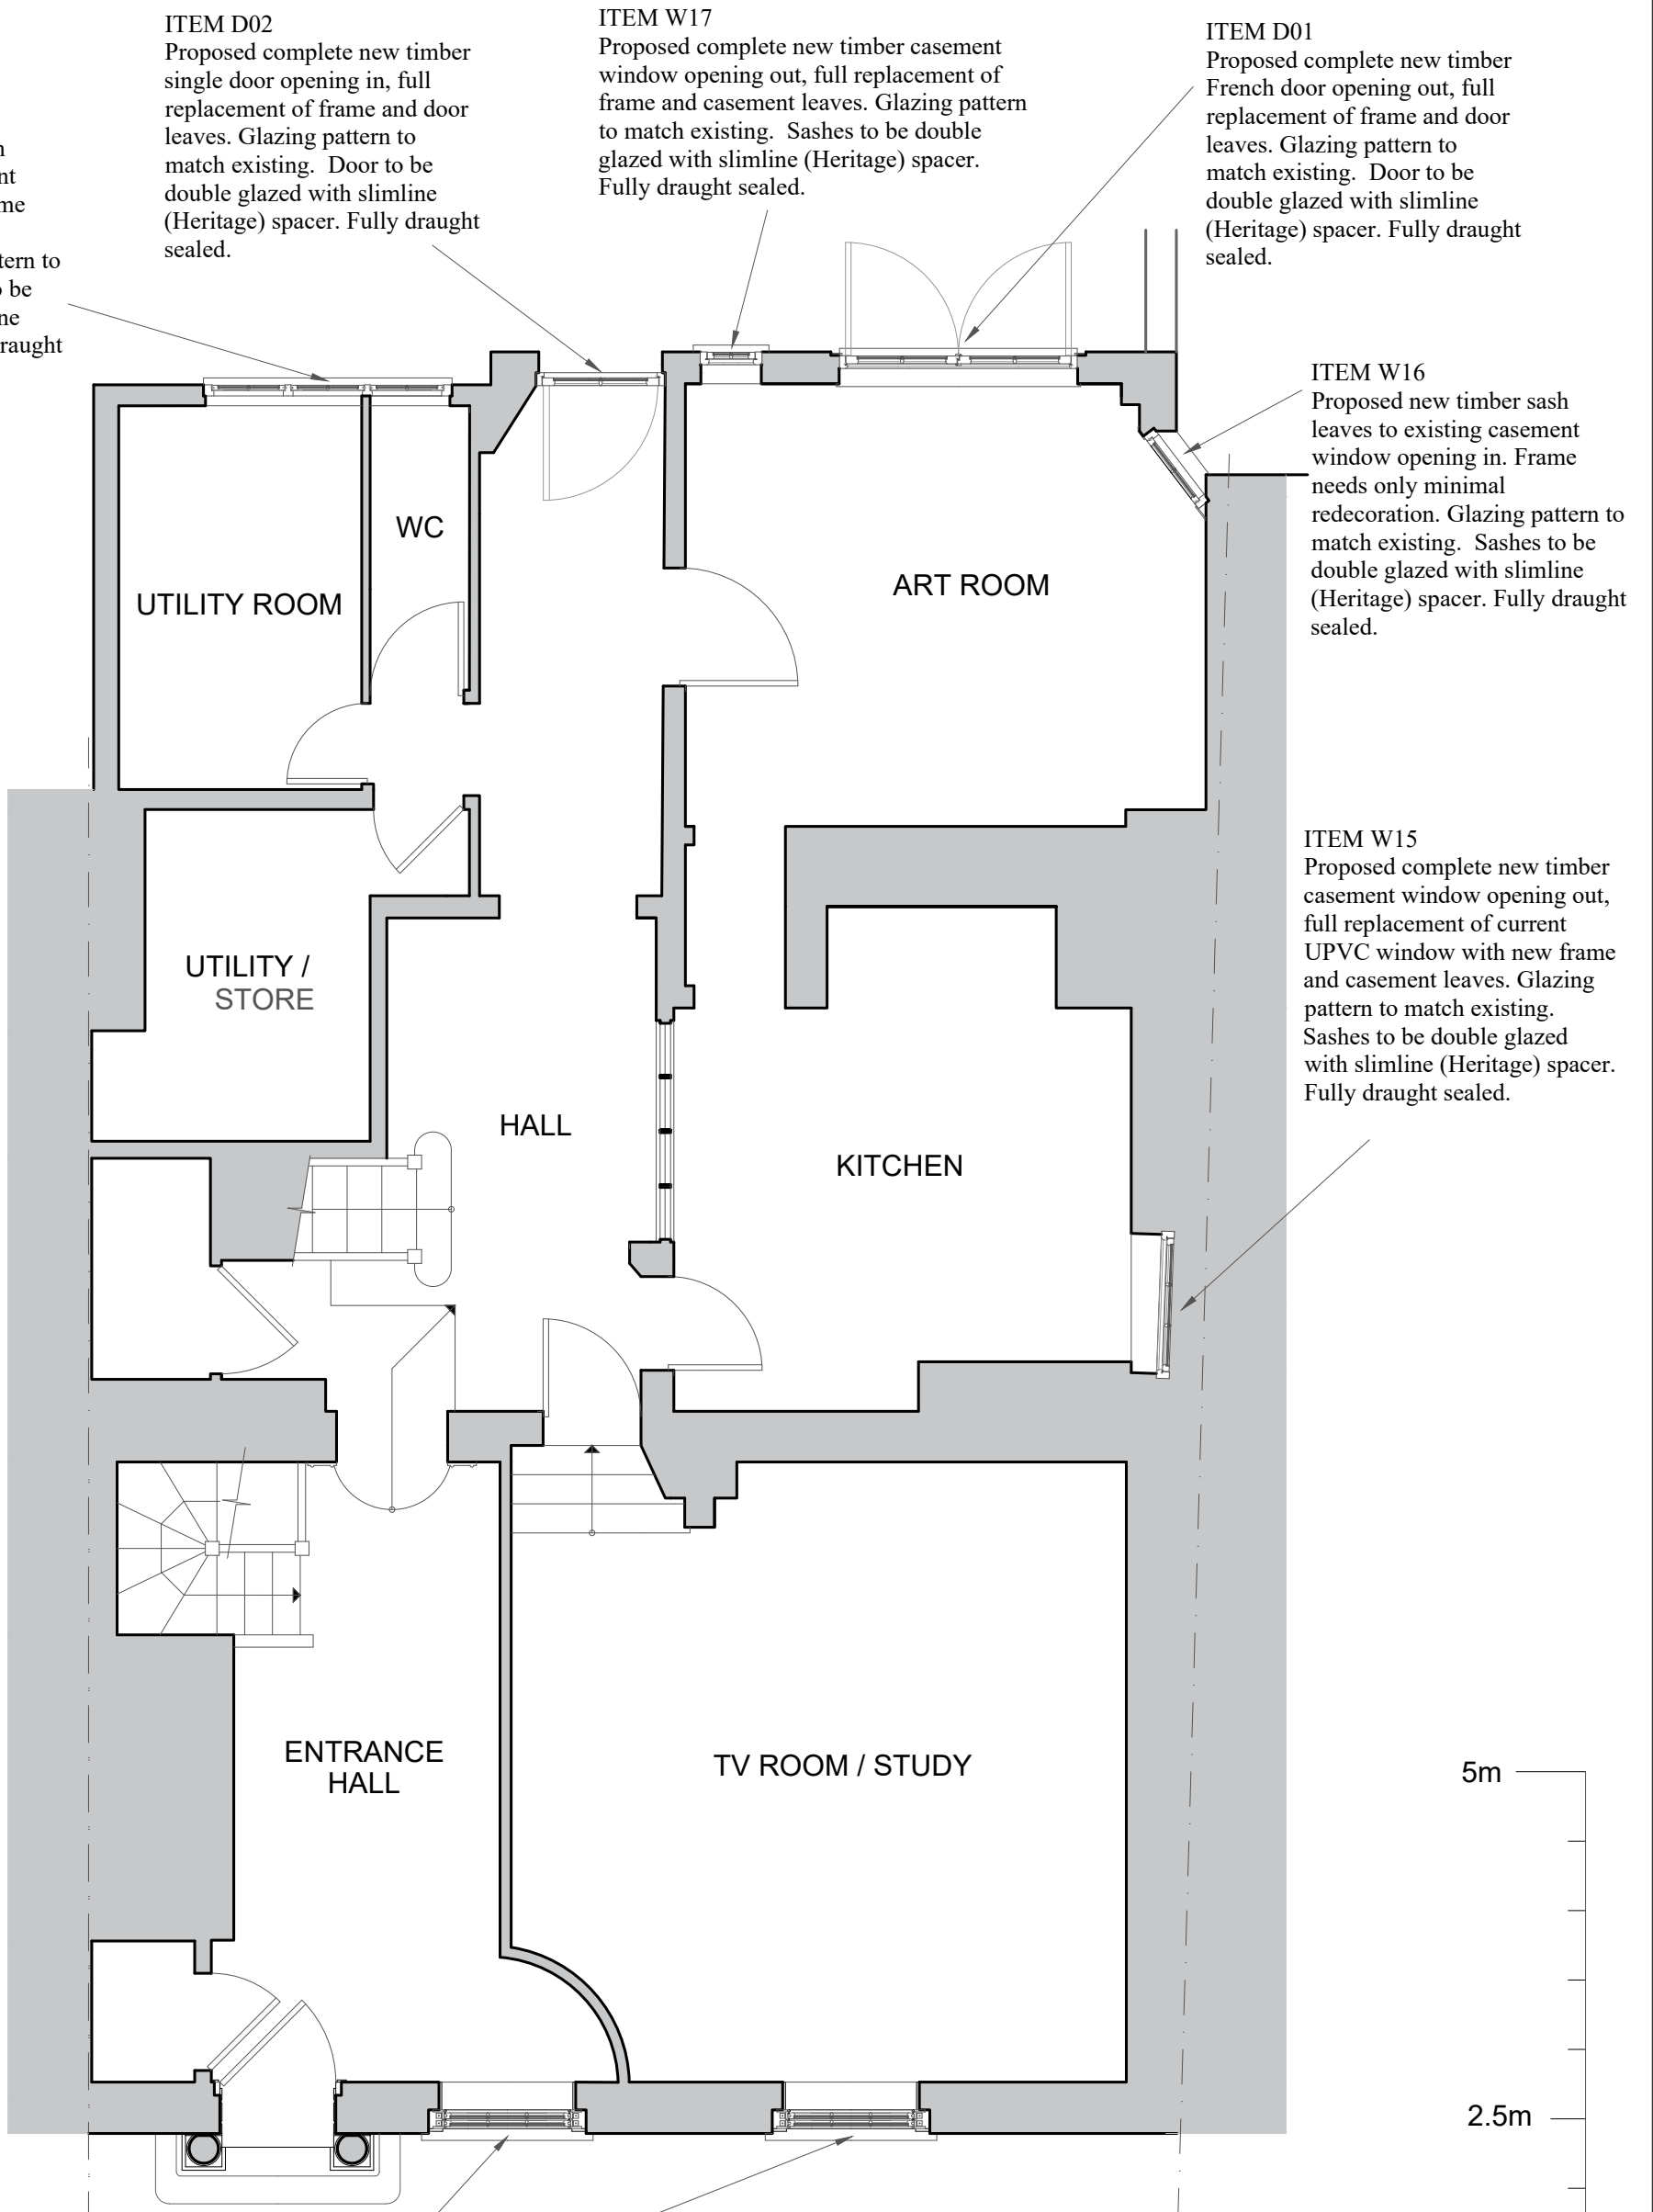 ITEM D02
Proposed complete new timber
single door opening in, full
replacement of frame and door
leaves. Glazing pattern to
match existing.  Door to be
double glazed with slimline
(Heritage) spacer. Fully draught
sealed.
ITEM W17
Proposed complete new timber casement
window opening out, full replacement of
frame and casement leaves. Glazing pattern
to match existing.  Sashes to be double
glazed with slimline (Heritage) spacer.
Fully draught sealed.
ITEM D01
Proposed complete new timber
French door opening out, full
replacement of frame and door
leaves. Glazing pattern to
match existing.  Door to be
double glazed with slimline
(Heritage) spacer. Fully draught
sealed.
to
be
ITEM W16
Proposed new timber sash
leaves to existing casement
window opening in. Frame
needs only minimal
redecoration. Glazing pattern to
match existing.  Sashes to be
double glazed with slimline
(Heritage) spacer. Fully draught
sealed.
WC
UTILITY ROOM
ART ROOM
ITEM W15
Proposed complete new timber
casement window opening out,
full replacement of current
UPVC window with new frame
and casement leaves. Glazing
pattern to match existing.
Sashes to be double glazed
with slimline (Heritage) spacer.
Fully draught sealed.
UTILITY /
STORE
HALL
KITCHEN
ENTRANCE
HALL
TV ROOM / STUDY
5m
2.5m